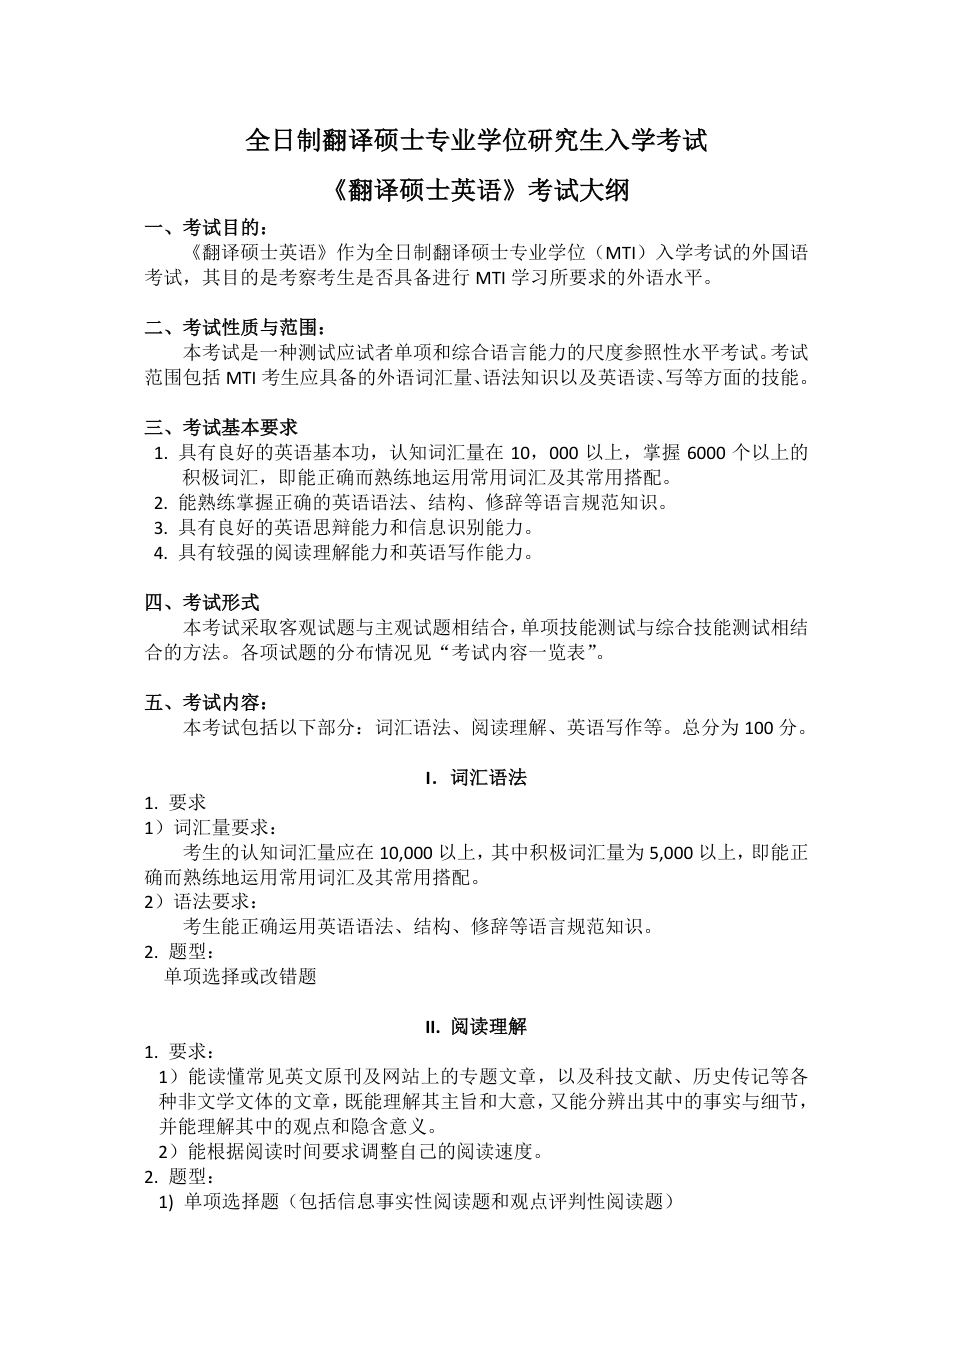 全日制翻译硕士专业学位研究生入学考试
《翻译硕士英语》考试大纲
一、考试目的：
《翻译硕士英语》作为全日制翻译硕士专业学位（MTI）入学考试的外国语
考试，其目的是考察考生是否具备进行 MTI 学习所要求的外语水平。
二、考试性质与范围：
本考试是一种测试应试者单项和综合语言能力的尺度参照性水平考试。考试
范围包括 MTI 考生应具备的外语词汇量、语法知识以及英语读、写等方面的技能。
三、考试基本要求
1. 具有良好的英语基本功，认知词汇量在 10，000 以上，掌握 6000 个以上的
积极词汇，即能正确而熟练地运用常用词汇及其常用搭配。
2. 能熟练掌握正确的英语语法、结构、修辞等语言规范知识。
3. 具有良好的英语思辩能力和信息识别能力。
4. 具有较强的阅读理解能力和英语写作能力。
四、考试形式
本考试采取客观试题与主观试题相结合，单项技能测试与综合技能测试相结
合的方法。各项试题的分布情况见“考试内容一览表”。
五、考试内容：
本考试包括以下部分：词汇语法、阅读理解、英语写作等。总分为 100 分。
I. 词汇语法
1. 要求
1）词汇量要求：
考生的认知词汇量应在 10,000 以上，其中积极词汇量为 5,000 以上，即能正
确而熟练地运用常用词汇及其常用搭配。
2）语法要求：
考生能正确运用英语语法、结构、修辞等语言规范知识。
2. 题型：
单项选择或改错题
II. 阅读理解
1. 要求：
1）能读懂常见英文原刊及网站上的专题文章，以及科技文献、历史传记等各
种非文学文体的文章，既能理解其主旨和大意，又能分辨出其中的事实与细节，
并能理解其中的观点和隐含意义。
2）能根据阅读时间要求调整自己的阅读速度。
2. 题型：
1) 单项选择题（包括信息事实性阅读题和观点评判性阅读题）